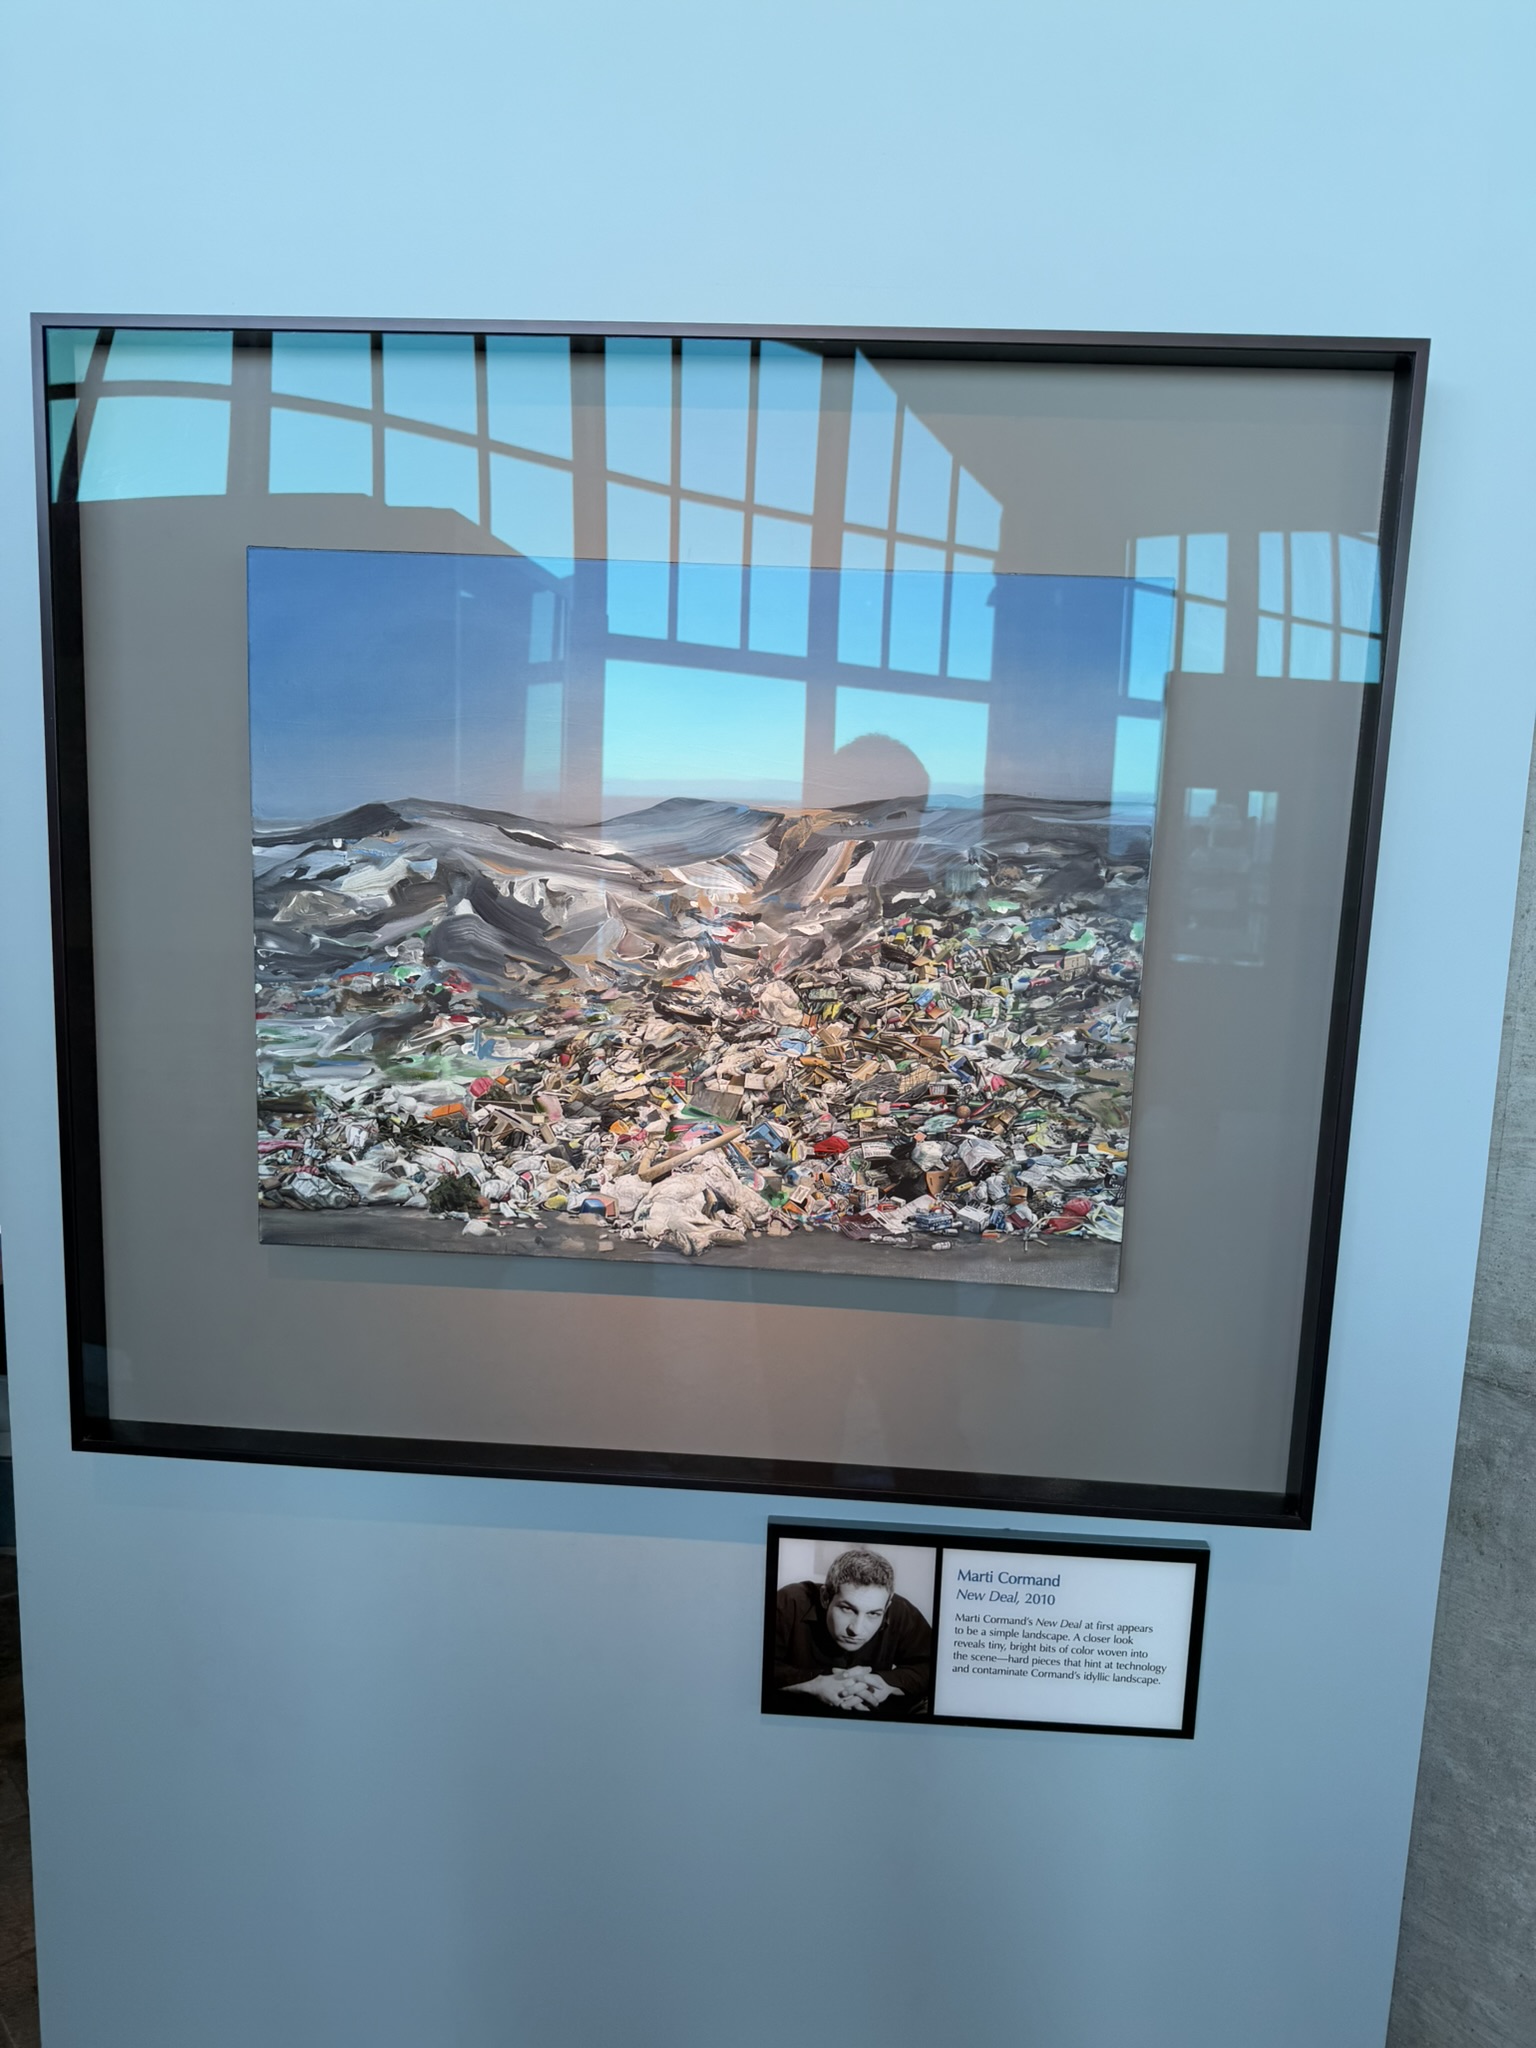 Marti Cormand
New Deal, 2010
Marti Cormand's New Deal at first appears
to be a simple landscape. A closer look
reveals tiny, bright bits of color woven into
the scene—hard pieces that hint at technology
and contaminate Cormand's idyllic landscape.